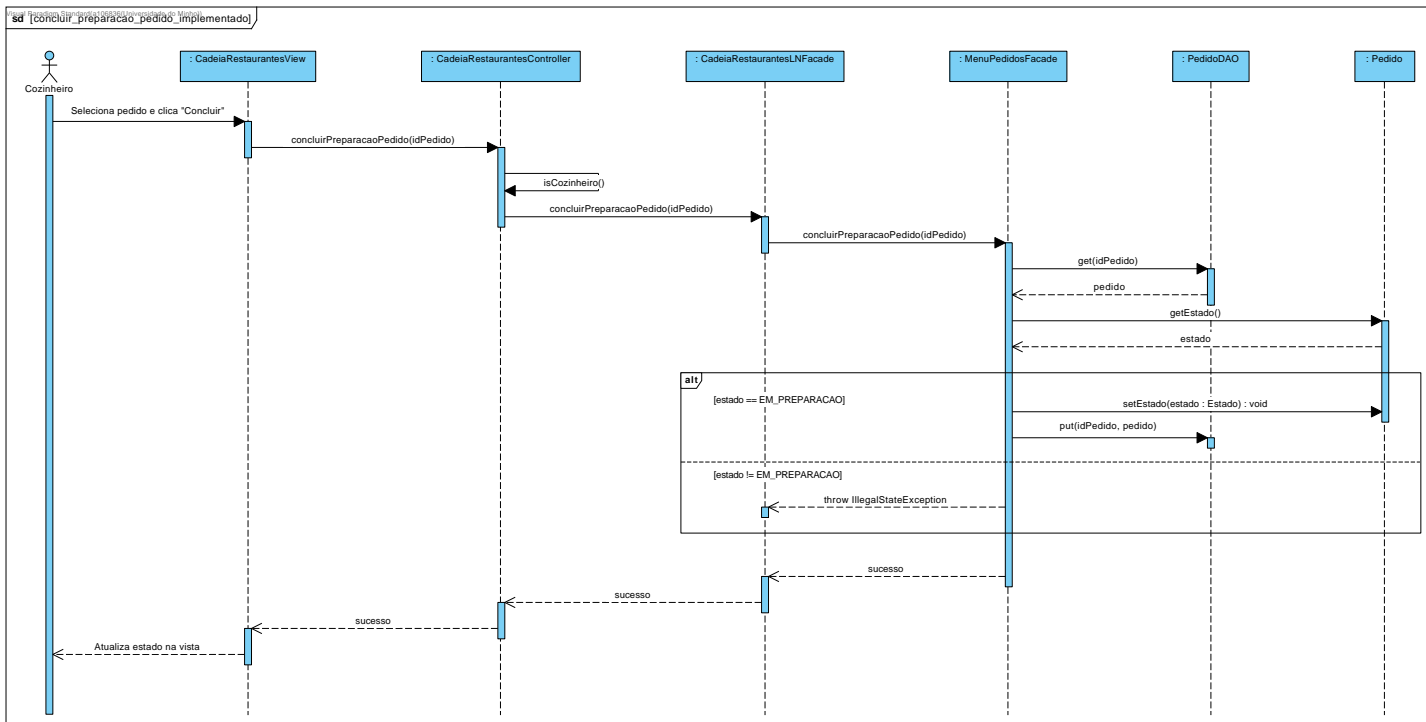 Visual Paradigm Standard(a106836(Universidade do Minho))
sd [concluir_preparacao_pedido_implementado]
: CadeiaRestaurantesView
: CadeiaRestaurantesController
: CadeiaRestaurantesLNFacade
: MenuPedidosFacade
: PedidoDAO
: Pedido
Cozinheiro
Seleciona pedido e clica "Concluir"
concluirPreparacaoPedido(idPedido)
isCozinheiro()
concluirPreparacaoPedido(idPedido)
concluirPreparacaoPedido(idPedido)
get(idPedido)
pedido
getEstado()
estado
alt
[estado == EM_PREPARACAO]
setEstado(estado : Estado) : void
put(idPedido, pedido)
[estado != EM_PREPARACAO]
throw IllegalStateException
sucesso
sucesso
sucesso
Atualiza estado na vista